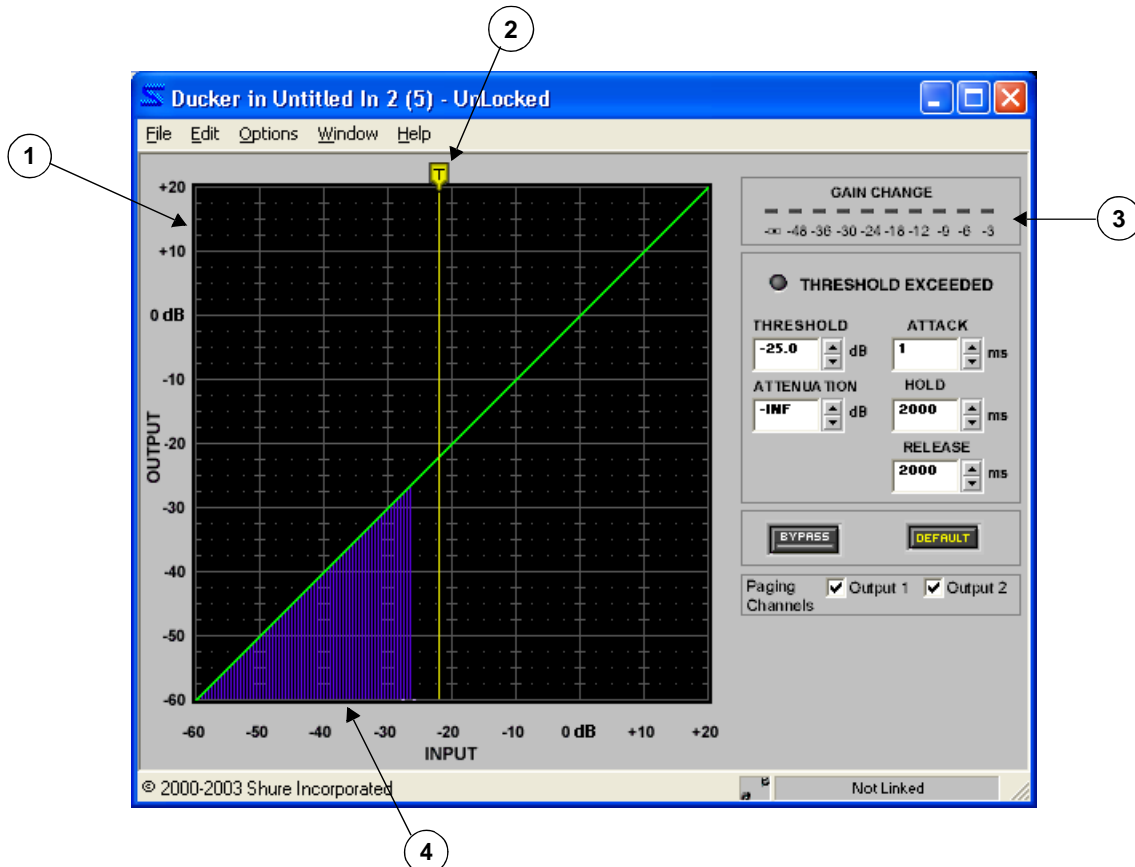 2
Ducker in Untitled In 2 (5) - UnLocked
File Edit Options Window Help
1
T
+20
+10
0 dB
-10
-20
-30
-40
-50
-60
OUTPUT
-60 -50 -40 -30 -20 -10 0 dB +10 +20
INPUT
GAIN CHANGE
-∞ -48 -36 -30 -24 -18 -12 -9 -6 -3
3
THRESHOLD EXCEEDED
THRESHOLD ATTACK
-25.0 dB 1 ms
ATTENUATION HOLD
-INF dB 2000 ms
RELEASE
2000 ms
BYPASS DEFAULT
Paging Channels Output 1 Output 2
© 2000-2003 Shure Incorporated
Not Linked
4